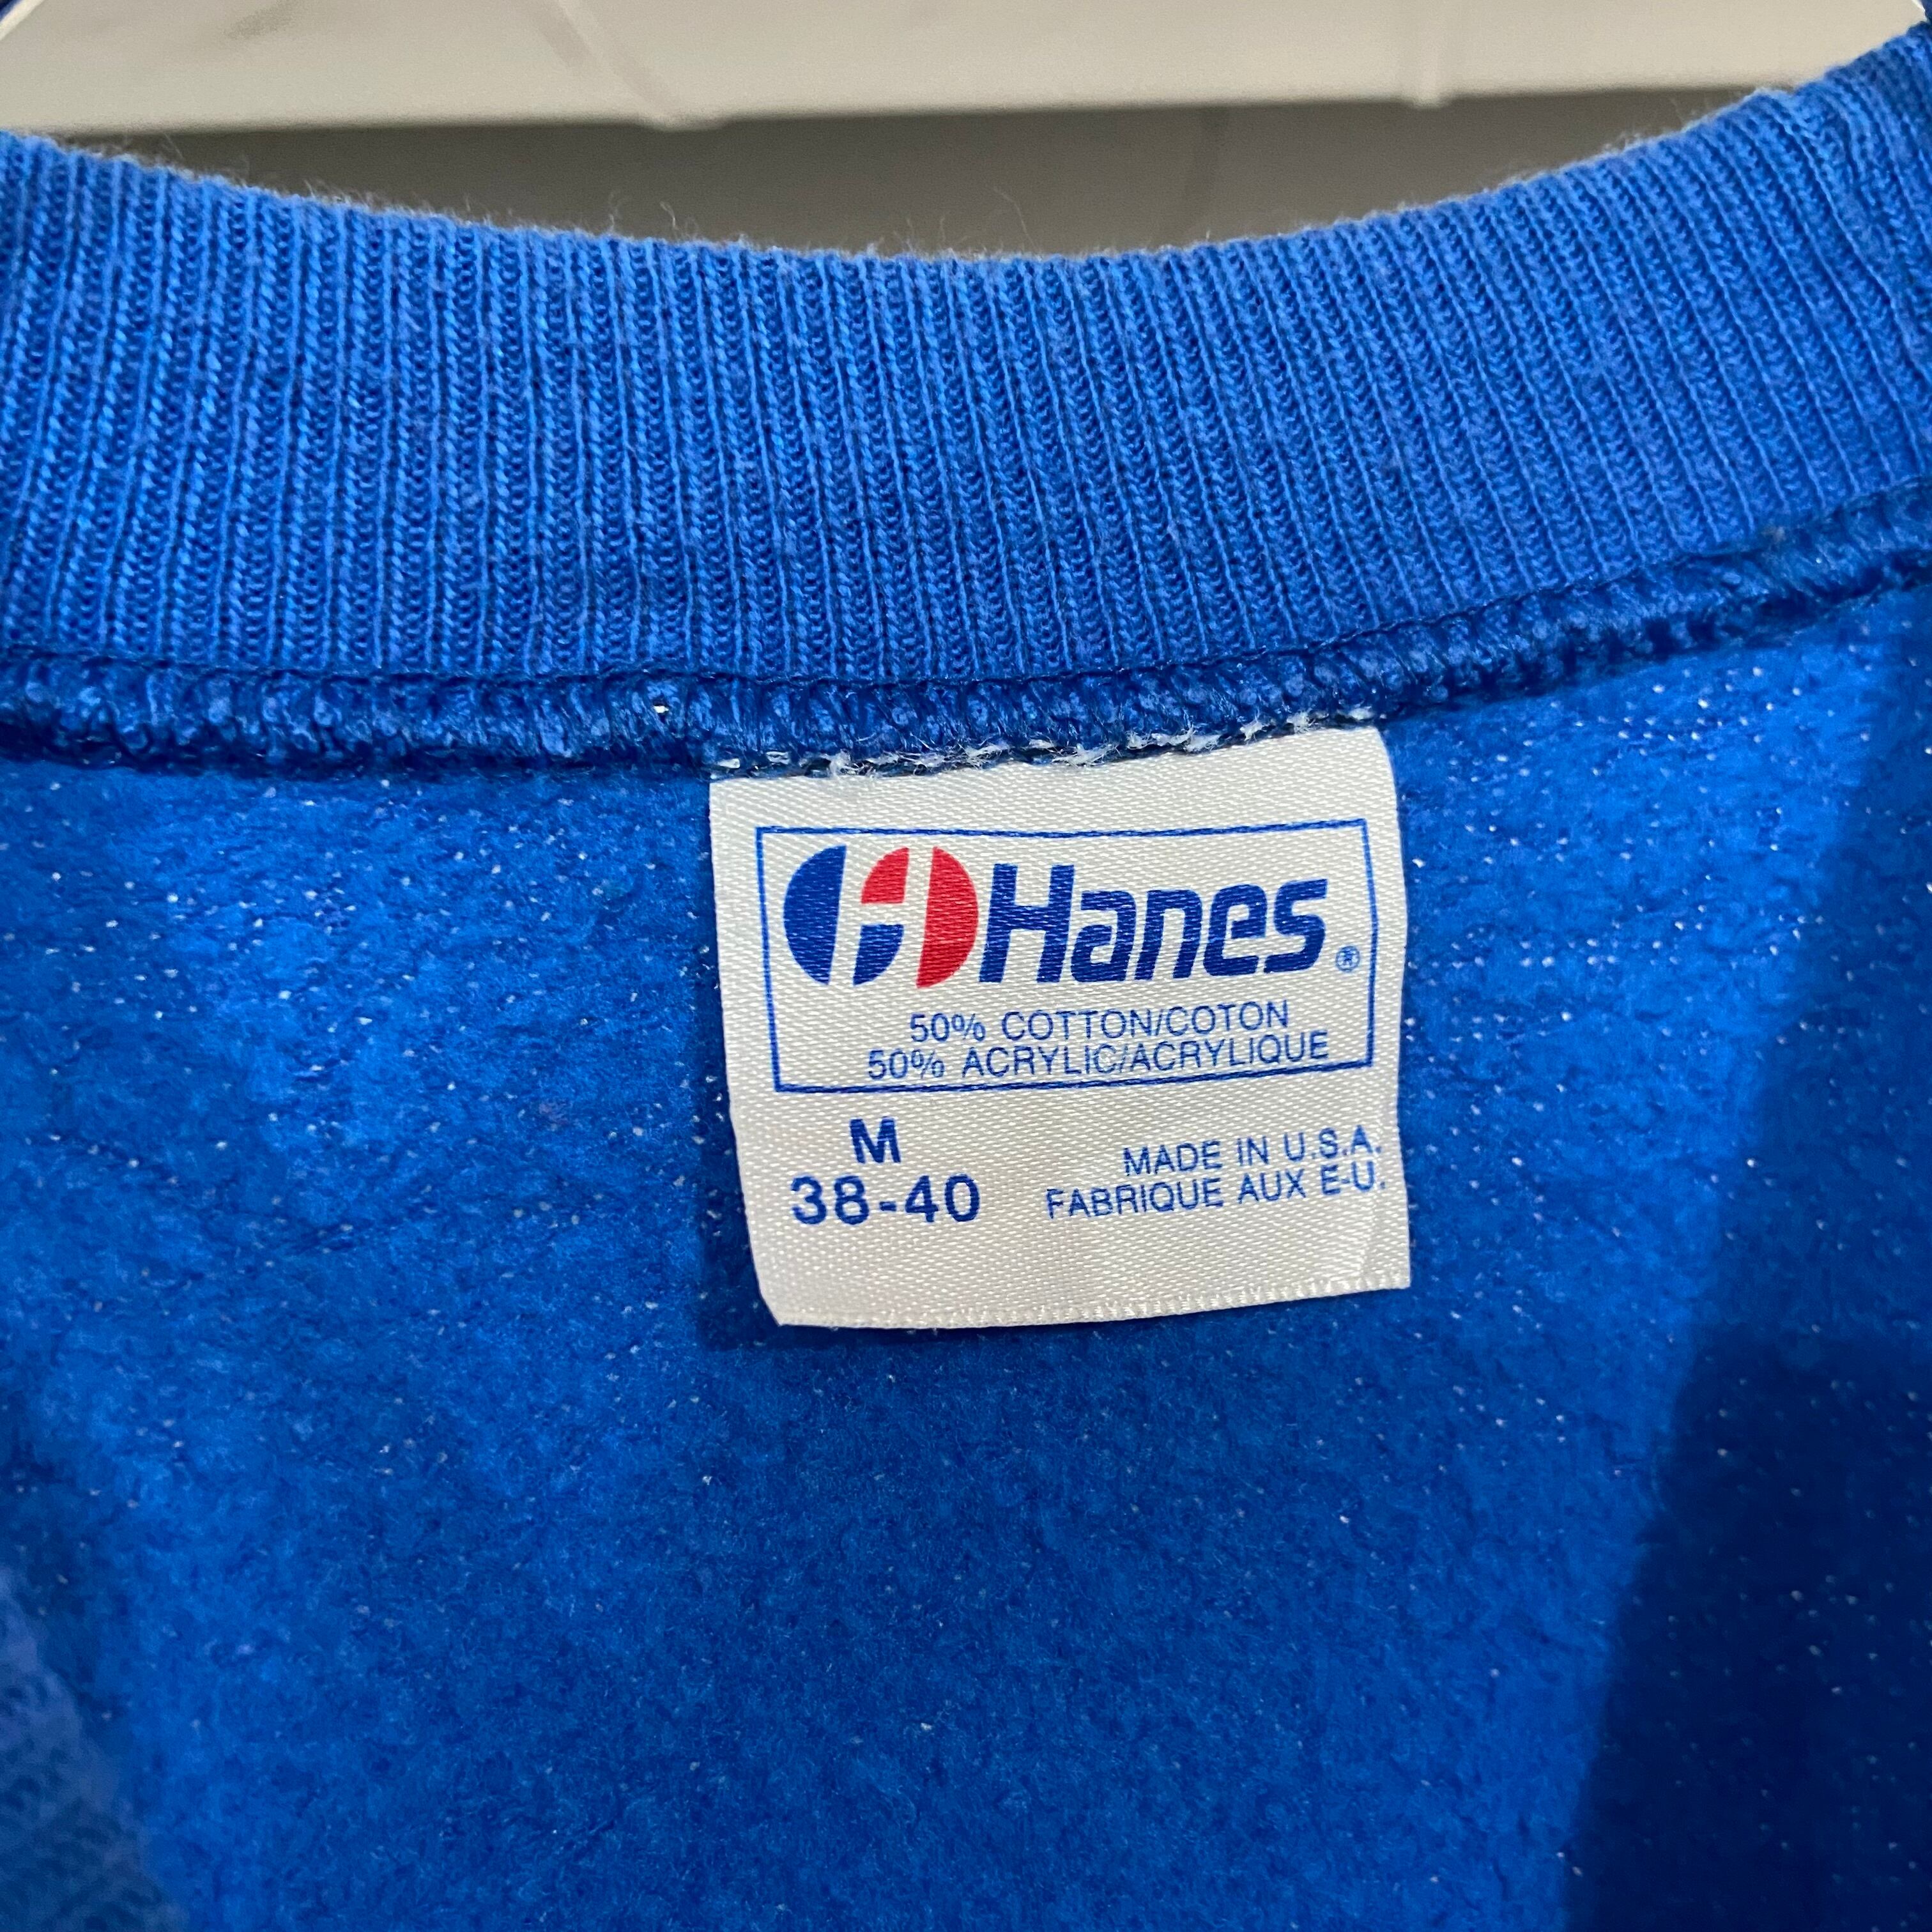 Hanes®
50% COTTON/COTON
50% ACRYLIC/ACRYLIQUE
M
38-40
MADE IN U.S.A.
FABRIQUE AUX E-U.